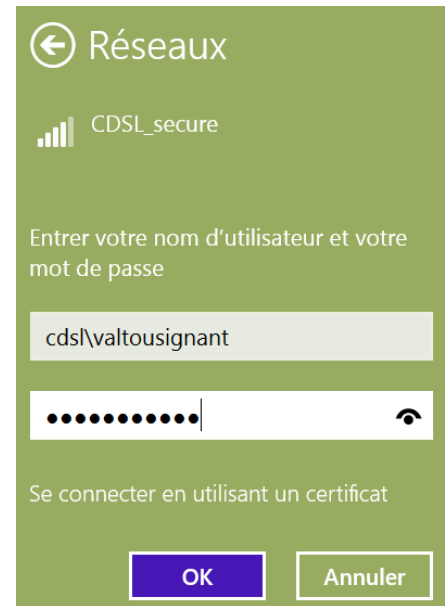 Réseaux
CDSL_secure
Entrer votre nom d'utilisateur et votre
mot de passe
cdsl\valtousignant
•••••••••••
Se connecter en utilisant un certificat
OK
Annuler